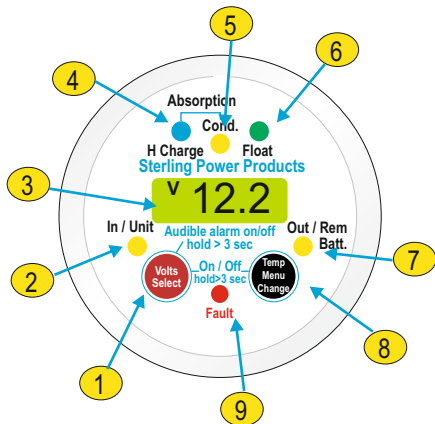 5
6
4
Absorption
Cond.
H Charge
Float
Sterling Power Products
3
V 12.2
In / Unit
Audible alarm on/off
hold > 3 sec
Out / Rem
Batt.
2
7
Volts
Select
On / Off
hold>3 sec
Temp
Menu
Change
Fault
1
8
9